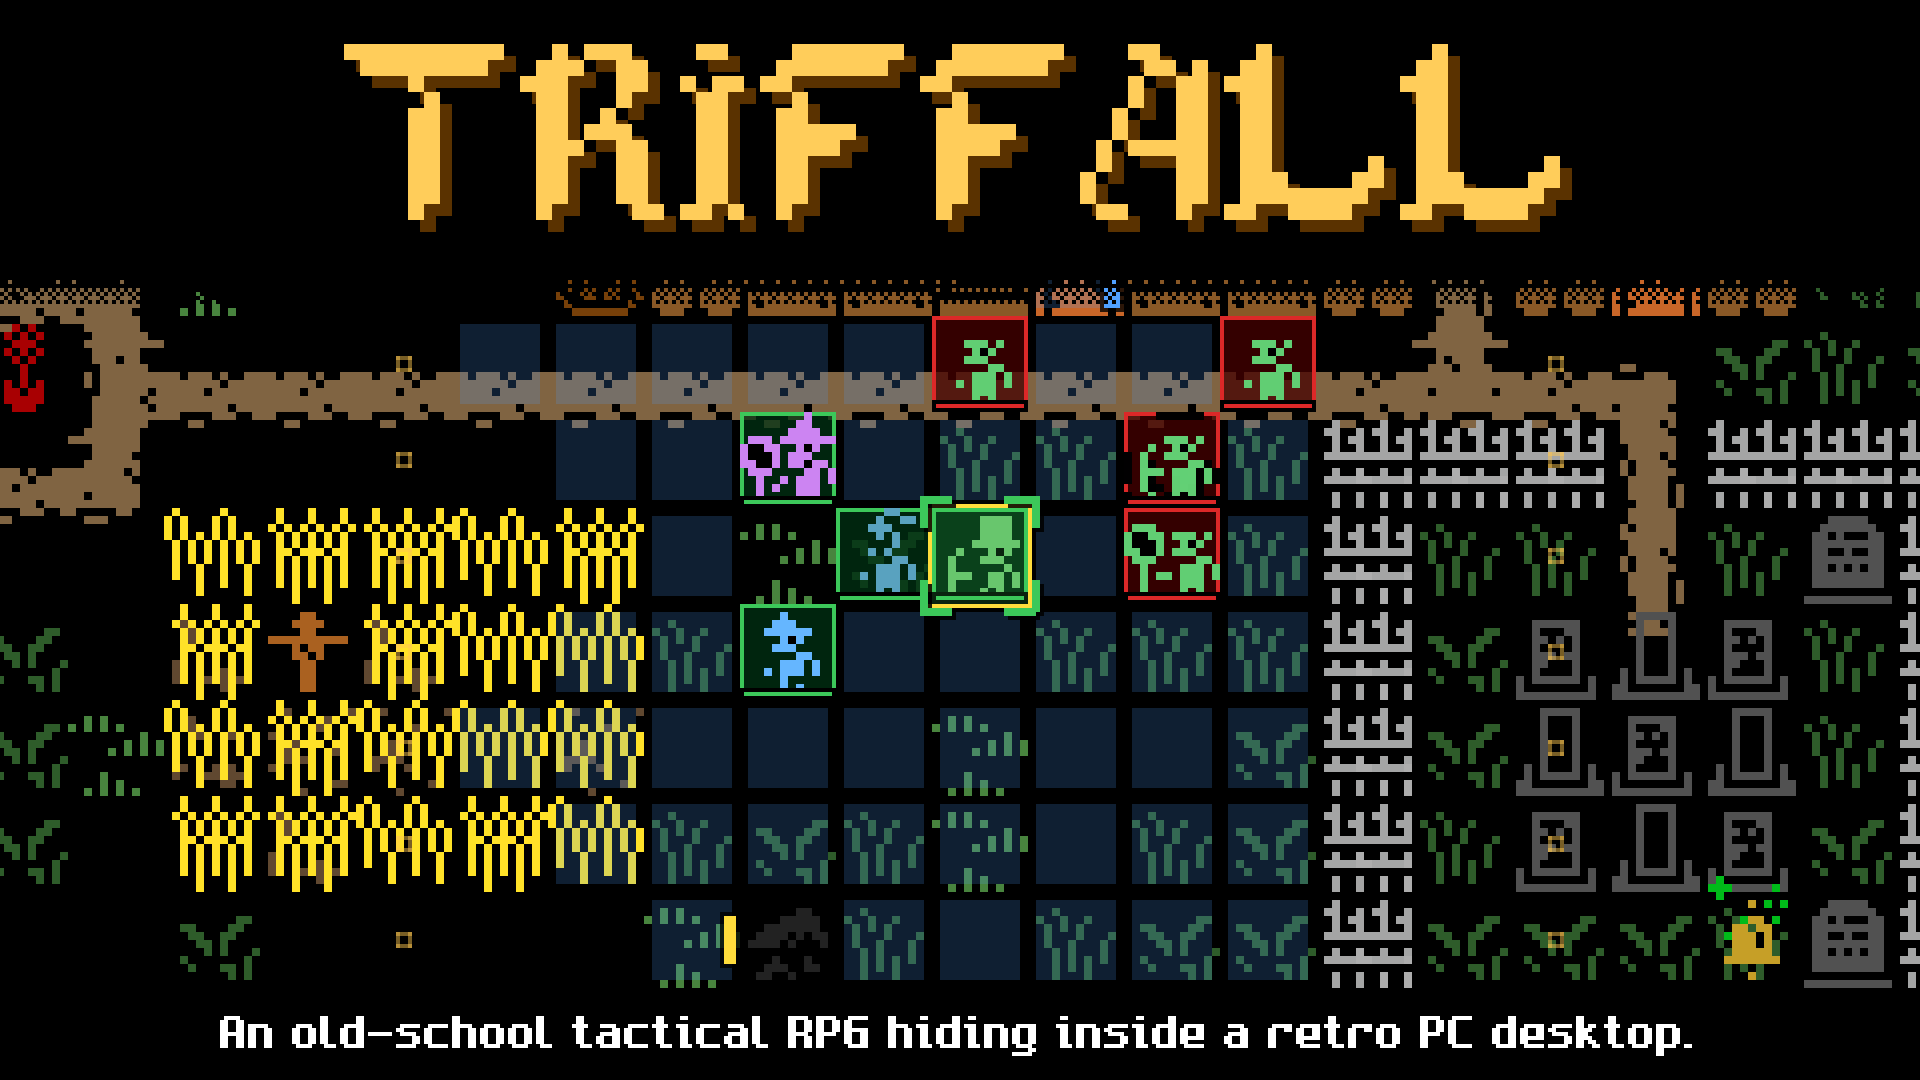 TRiFFALL
An old-school tactical RPG hiding inside a retro PC desktop.